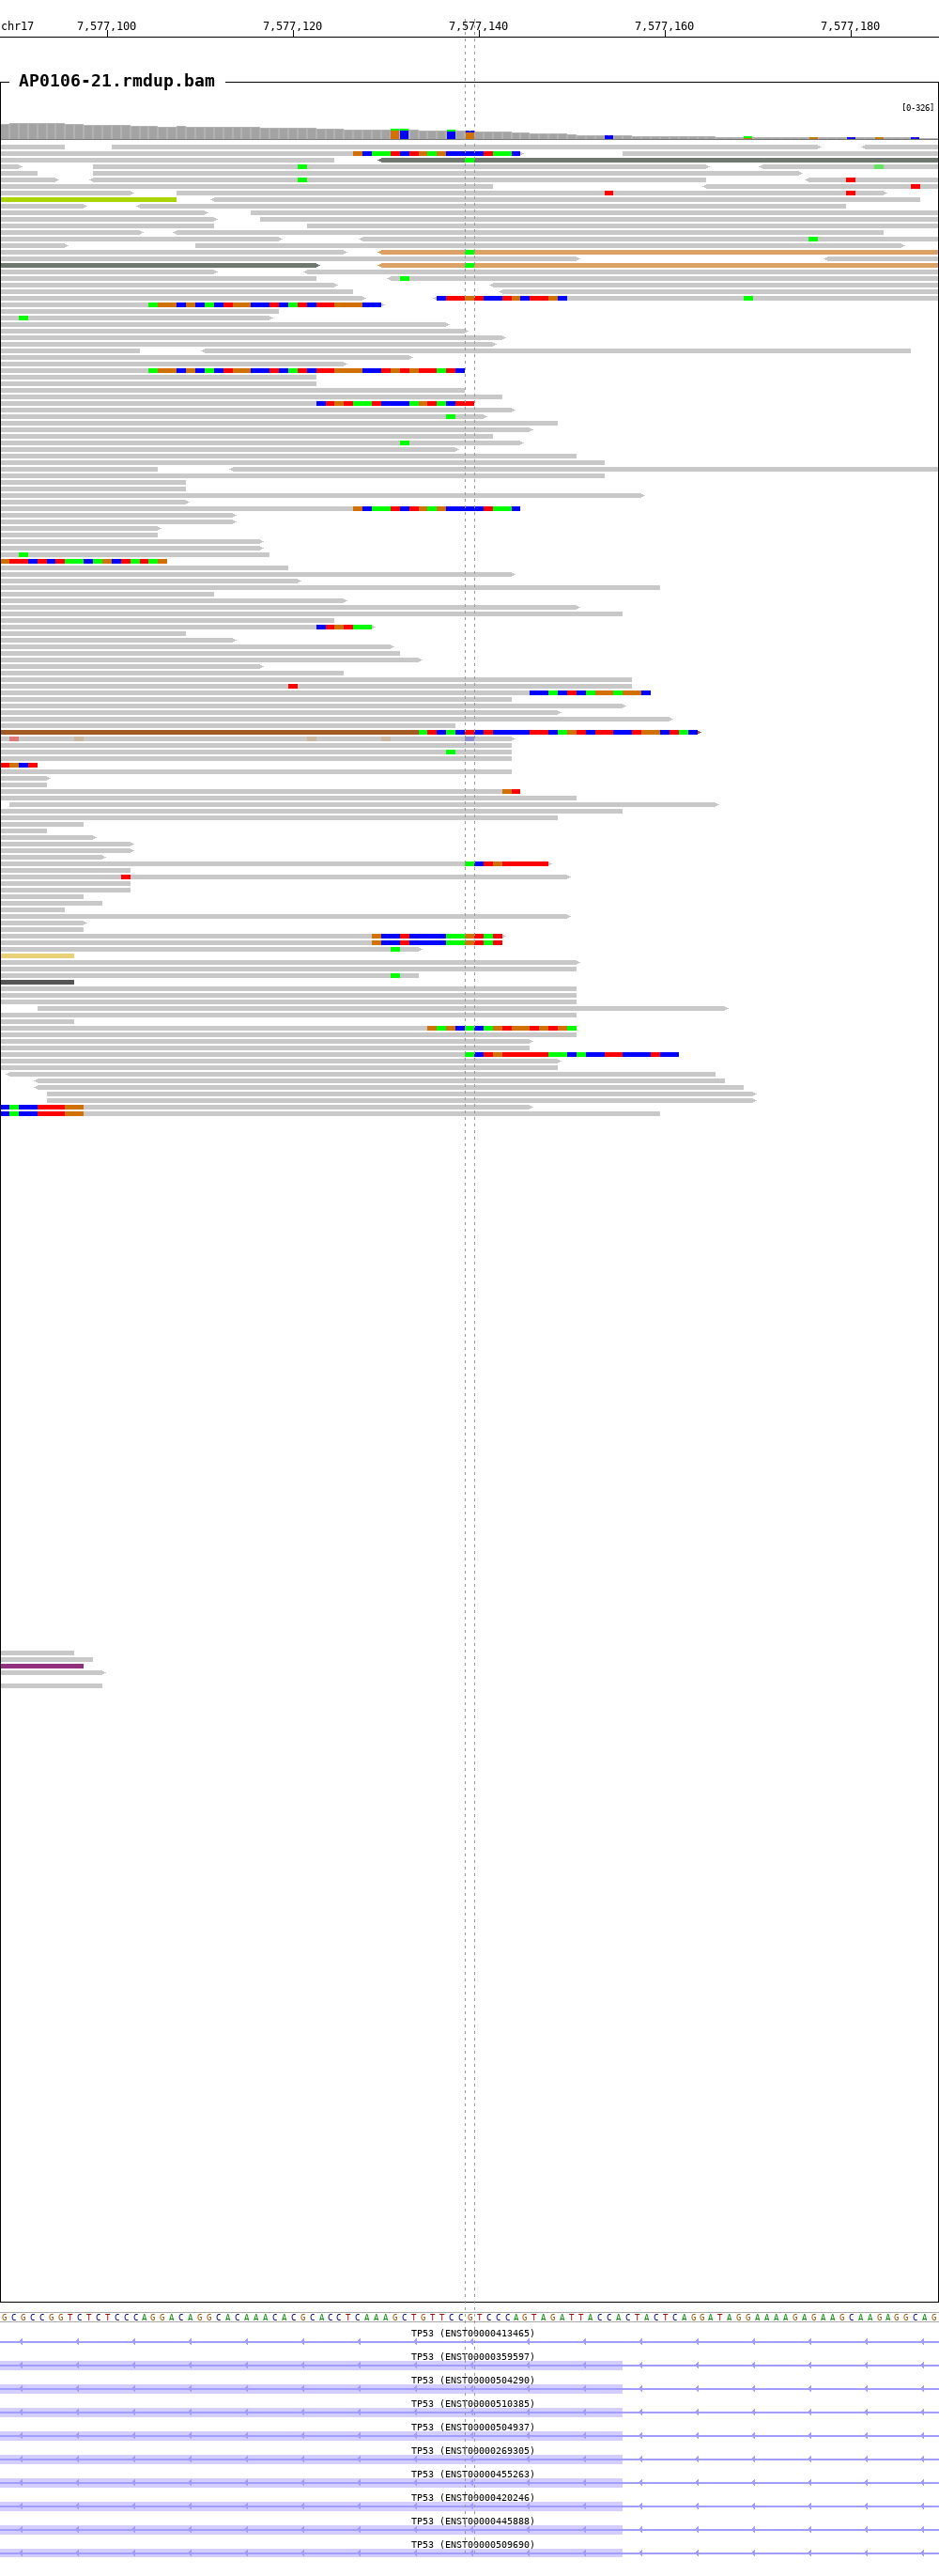 chr17 7,577,100 7,577,120 7,577,140 7,577,160 7,577,180
AP0106-21.rmdup.bam
[0-326]
G C G C C G G T C T C T C C C A G G A C A G G C A C A A A C A C G C A C C T C A A A G C T G T T C C G T C C C A G T A G A T T A C C A C T A C T C A G G A T A G G A A A A G A G A A G C A A G A G G C A G
TP53 (ENST00000413465)
TP53 (ENST00000359597)
TP53 (ENST00000504290)
TP53 (ENST00000510385)
TP53 (ENST00000504937)
TP53 (ENST00000269305)
TP53 (ENST00000455263)
TP53 (ENST00000420246)
TP53 (ENST00000445888)
TP53 (ENST00000509690)